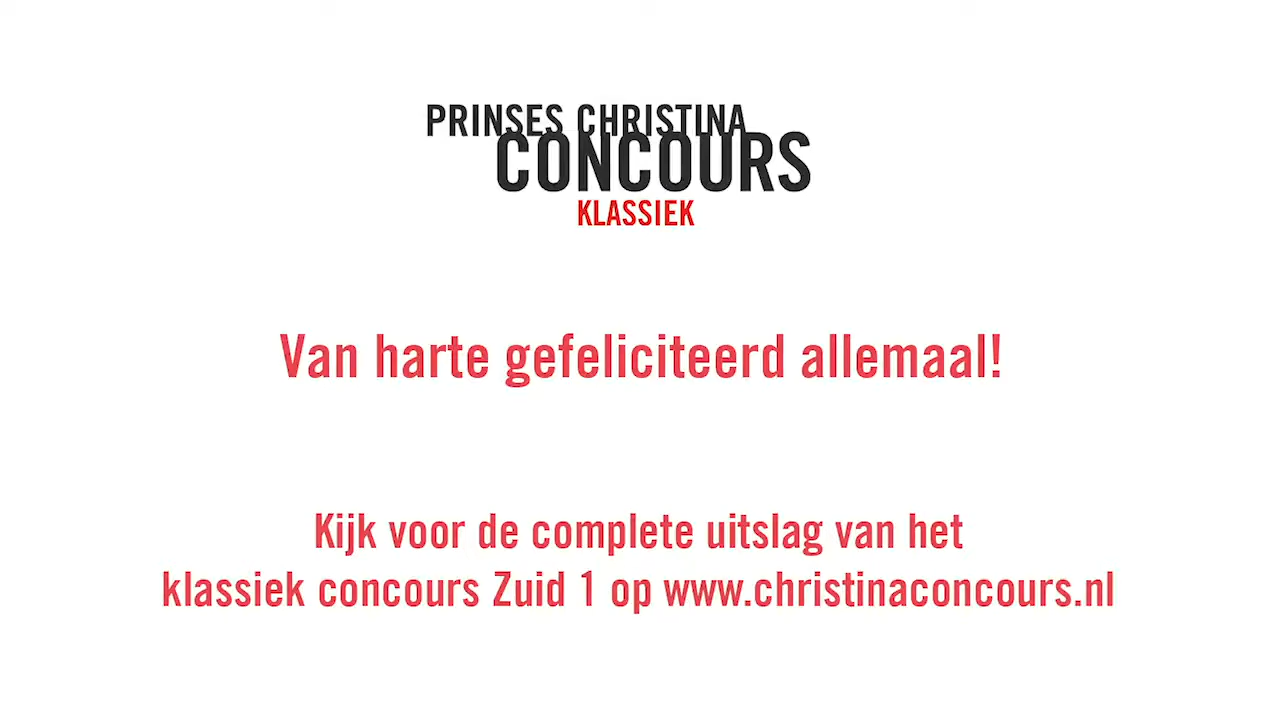 PRINSES CHRISTINA
CONCOURS
KLASSIEK
Van harte gefeliciteerd allemaal!
Kijk voor de complete uitslag van het
klassiek concours Zuid 1 op www.christinaconcours.nl